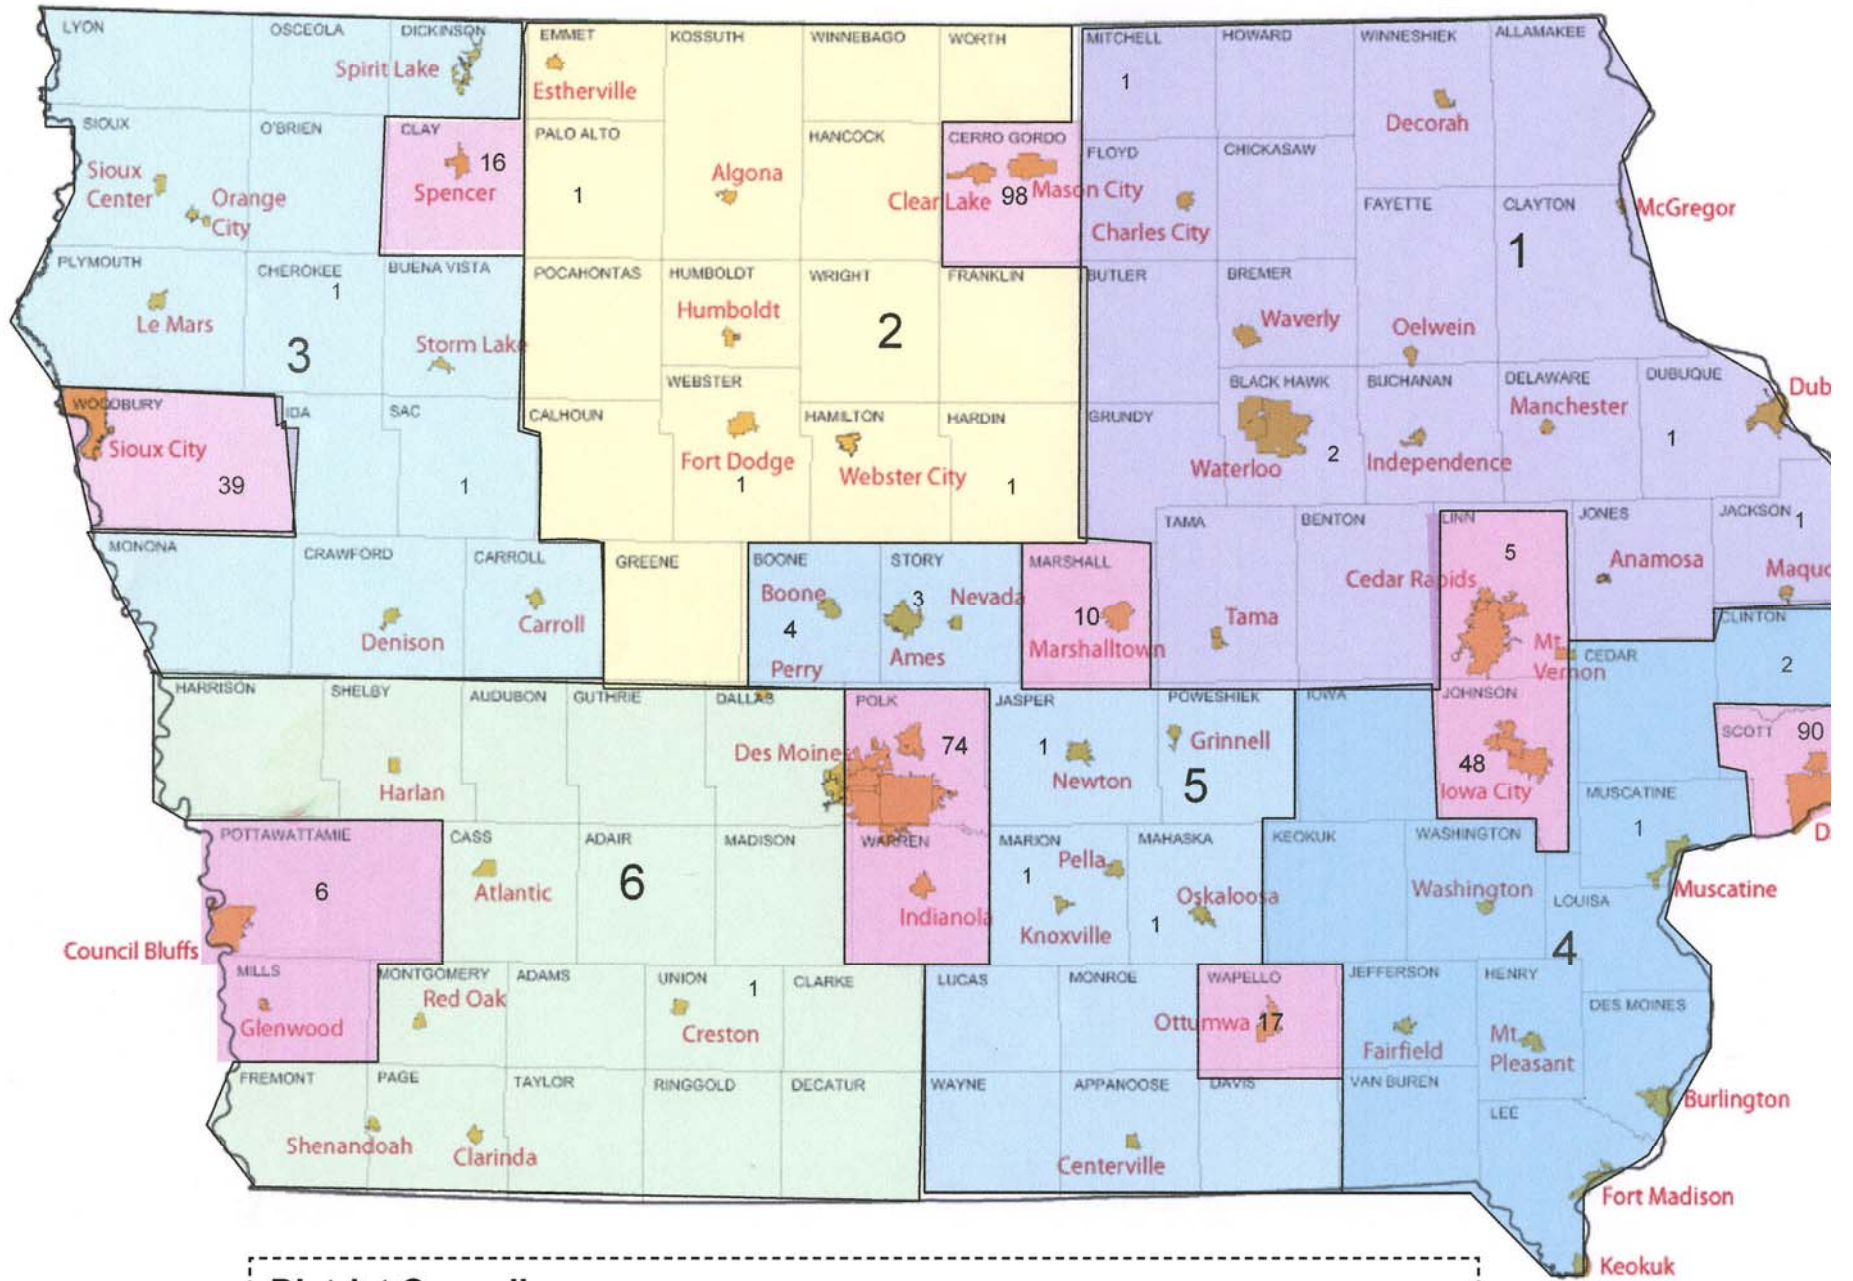 LYON
OSCEOLA
DICKINSON
Spirit Lake
EMMET
Estherville
KOSSUTH
WINNEBAGO
WORTH
MITCHELL
1
HOWARD
WINNESHIEK
Decorah
ALLAMAKEE
SIOUX
Sioux
Center
Orange
City
O'BRIEN
CLAY
16
Spencer
PALO ALTO
1
Algona
HANCOCK
CERRO GORDO
Clear Lake
98
Mason City
FLOYD
Charles City
CHICKASAW
FAYETTE
CLAYTON
1
McGregor
PLYMOUTH
Le Mars
CHEROKEE
1
3
BUENA VISTA
Storm Lake
POCAHONTAS
HUMBOLDT
Humboldt
WRIGHT
2
FRANKLIN
BUTLER
BREMER
Waverly
Oelwein
WOODBURY
Sioux City
39
IDA
SAC
1
CALHOUN
WEBSTER
Fort Dodge
1
HAMILTON
Webster City
HARDIN
1
GRUNDY
BLACK HAWK
Waterloo
2
BUCHANAN
Independence
DELAWARE
Manchester
DUBUQUE
1
Dub
MONONA
CRAWFORD
Denison
CARROLL
Carroll
GREENE
BOONE
Boone
4
Perry
STORY
3
Nevada
Ames
MARSHALL
10
Marshalltown
TAMA
Tama
BENTON
LINN
5
Cedar Rapids
Mt.
Vernon
JONES
Anamosa
JACKSON
1
Maquo
CLINTON
2
CEDAR
HARRISON
SHELBY
Harlan
AUDUBON
GUTHRIE
DALLAS
POLK
74
Des Moines
JASPER
1
Newton
POWESHIEK
Grinnell
5
IOWA
JOHNSON
48
Iowa City
SCOTT
90
D
MUSCATINE
1
Muscatine
POTTAWATTAMIE
6
Council Bluffs
CASS
Atlantic
ADAIR
6
MADISON
WARREN
Indianola
MARION
1
Pella
Knoxville
MAHASKA
Oskaloosa
1
KEOKUK
WASHINGTON
Washington
LOUISA
4
MILLS
Glenwood
MONTGOMERY
Red Oak
ADAMS
UNION
1
Creston
CLARKE
LUCAS
MONROE
WAPELLO
Ottumwa
17
JEFFERSON
Fairfield
HENRY
Mt.
Pleasant
DES MOINES
Burlington
FREMONT
PAGE
Shenandoah
Clarinda
TAYLOR
RINGGOLD
DECATUR
WAYNE
APPANOOSE
Centerville
DAVIS
VAN BUREN
LEE
Fort Madison
Keokuk